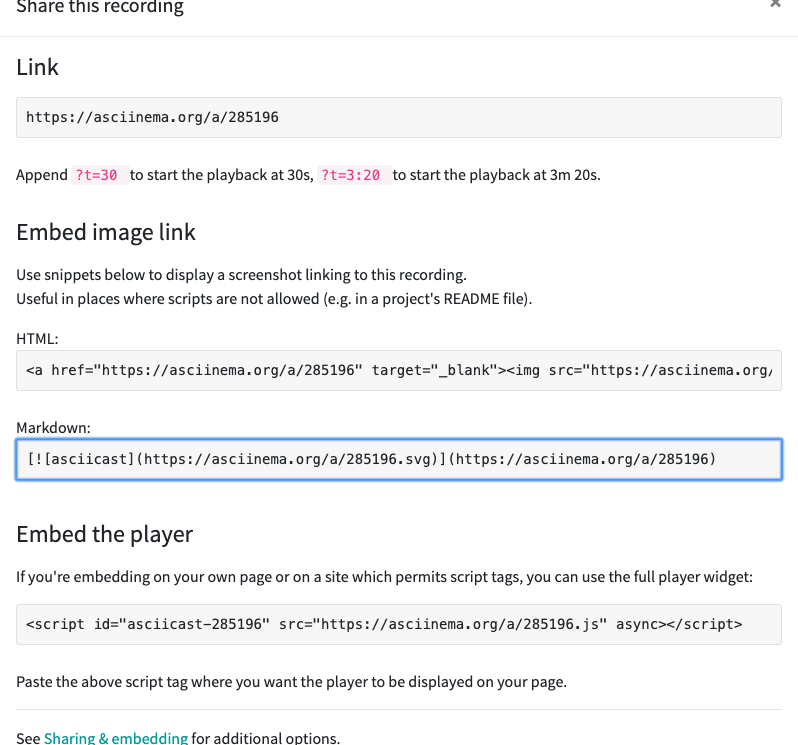 Share this recording
×
Link
https://asciinema.org/a/285196
Append ?t=30 to start the playback at 30s, ?t=3:20 to start the playback at 3m 20s.
Embed image link
Use snippets below to display a screenshot linking to this recording.
Useful in places where scripts are not allowed (e.g. in a project's README file).
HTML:
<a href="https://asciinema.org/a/285196" target="_blank"><img src="https://asciinema.org/
Markdown:
[![asciicast](https://asciinema.org/a/285196.svg)](https://asciinema.org/a/285196)
Embed the player
If you're embedding on your own page or on a site which permits script tags, you can use the full player widget:
<script id="asciicast-285196" src="https://asciinema.org/a/285196.js" async></script>
Paste the above script tag where you want the player to be displayed on your page.
See Sharing & embedding for additional options.